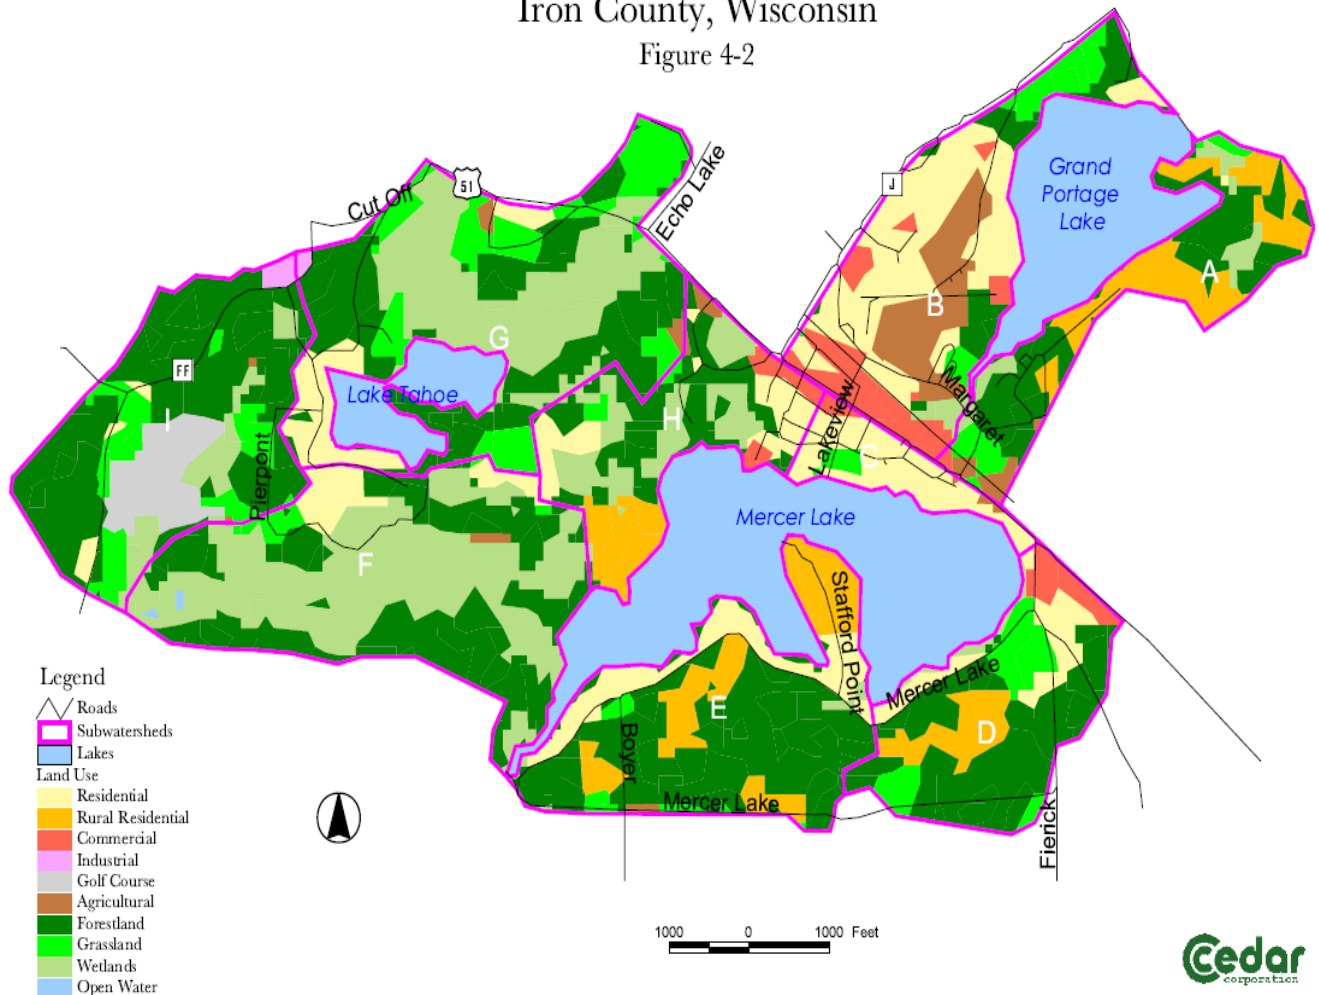 Iron County, Wisconsin
Figure 4-2
51
Cut Off
Echo Lake
J
Grand
Portage
Lake
A
B
G
FF
Lake Tahoe
Margaret
I
H
Lakeview
C
Pierpont
Mercer Lake
F
Stafford Point
Mercer Lake
E
D
Boyer
Mercer Lake
Fierick
Legend
Roads
Subwatersheds
Lakes
Land Use
Residential
Rural Residential
Commercial
Industrial
Golf Course
Agricultural
Forestland
Grassland
Wetlands
Open Water
1000 0 1000 Feet
Cedar
corporation